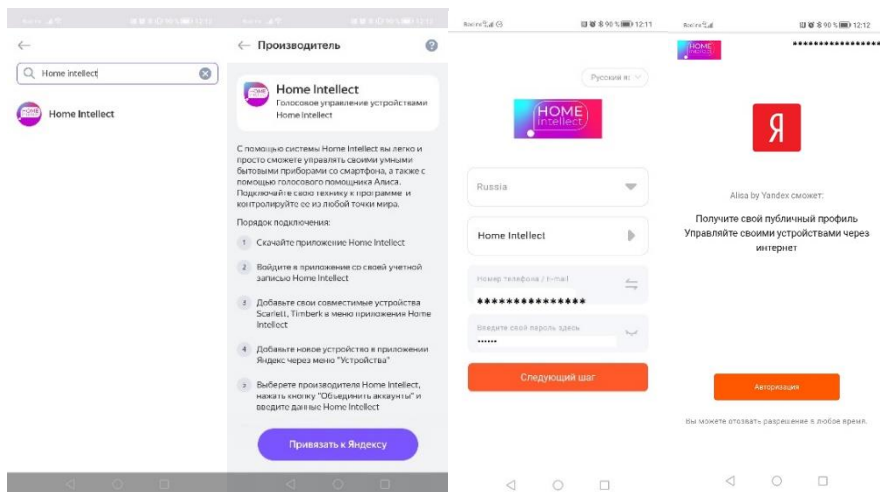 Home intellect
Home Intellect
Производитель
?
Home Intellect
Голосовое управление устройствами
Home Intellect
С помощью системы Home Intellect вы легко и
просто сможете управлять своими умными
бытовыми приборами со смартфона, а также с
помощью голосового помощника Алиса.
Подключайте свою технику к программе и
контролируйте ее из любой точки мира.
Порядок подключения:
1 Скачайте приложение Home Intellect
2 Войдите в приложение со своей учетной
записью Home Intellect
3 Добавьте свои совместимые устройства
Scarlett, Timberk в меню приложения Home
Intellect
4 Добавьте новое устройство в приложении
Яндекс через меню "Устройства"
5 Выберете производителя Home Intellect,
нажать кнопку "Объединить аккаунты" и
введите данные Home Intellect
Привязать к Яндексу
90 % 12:11
Русский я:
HOME
intellect
Russia
Home Intellect
Номер телефона / E-mail
***************
Введите свой пароль здесь
••••••
Следующий шаг
90 % 12:12
HOME
intellect
*****************
Я
Alisa by Yandex сможет:
Получите свой публичный профиль
Управляйте своими устройствами через
интернет
Авторизация
Вы можете отозвать разрешение в любое время.